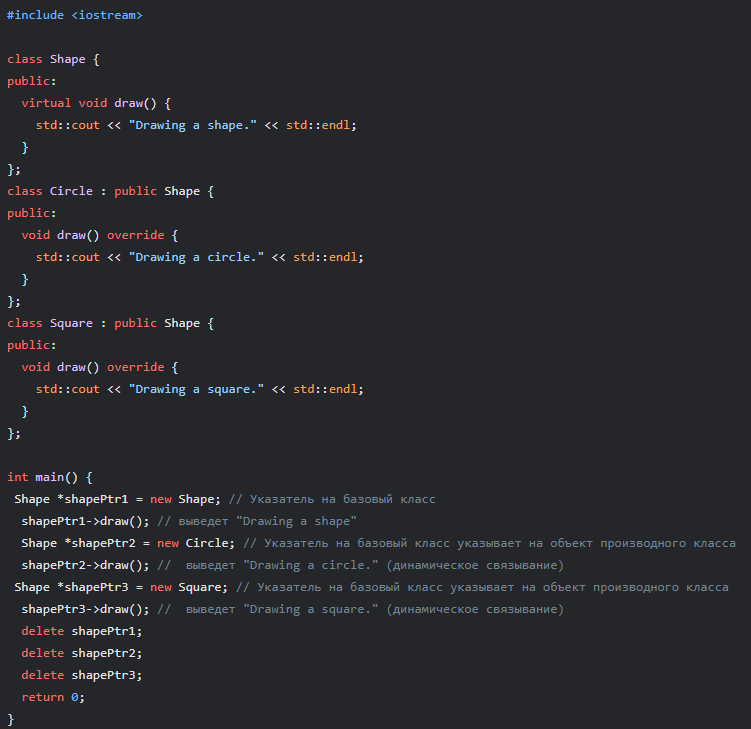 #include <iostream>

class Shape {
public:
  virtual void draw() {
    std::cout << "Drawing a shape." << std::endl;
  }
};
class Circle : public Shape {
public:
  void draw() override {
    std::cout << "Drawing a circle." << std::endl;
  }
};
class Square : public Shape {
public:
  void draw() override {
    std::cout << "Drawing a square." << std::endl;
  }
};

int main() {
 Shape *shapePtr1 = new Shape; // Указатель на базовый класс
  shapePtr1->draw(); // выведет "Drawing a shape"
  Shape *shapePtr2 = new Circle; // Указатель на базовый класс указывает на объект производного класса
  shapePtr2->draw(); //  выведет "Drawing a circle." (динамическое связывание)
 Shape *shapePtr3 = new Square; // Указатель на базовый класс указывает на объект производного класса
  shapePtr3->draw(); //  выведет "Drawing a square." (динамическое связывание)
  delete shapePtr1;
  delete shapePtr2;
  delete shapePtr3;
  return 0;
}